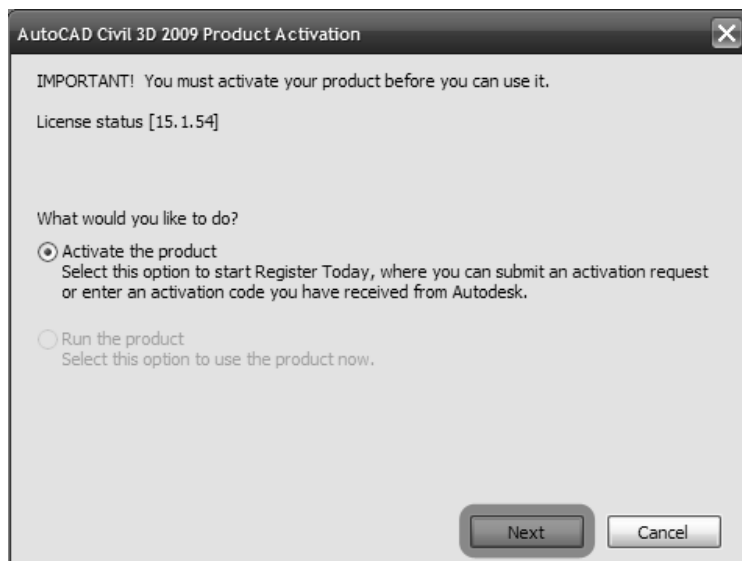 AutoCAD Civil 3D 2009 Product Activation
IMPORTANT! You must activate your product before you can use it.
License status [15.1.54]
What would you like to do?
Activate the product
Select this option to start Register Today, where you can submit an activation request
or enter an activation code you have received from Autodesk.
Run the product
Select this option to use the product now.
Next
Cancel